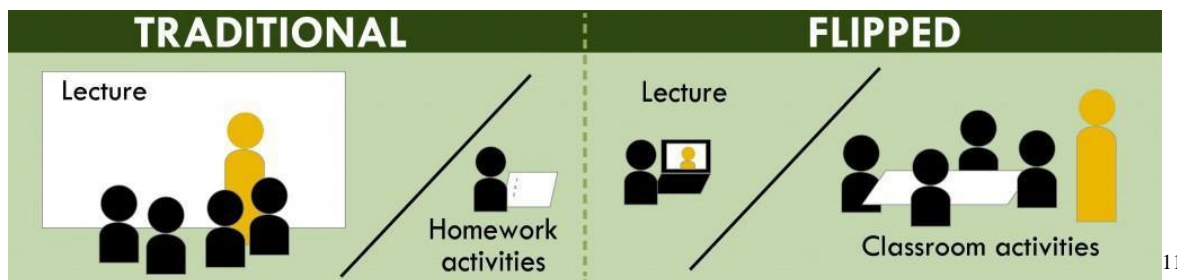 TRADITIONAL
Lecture
Homework
activities
FLIPPED
Lecture
Classroom activities
11